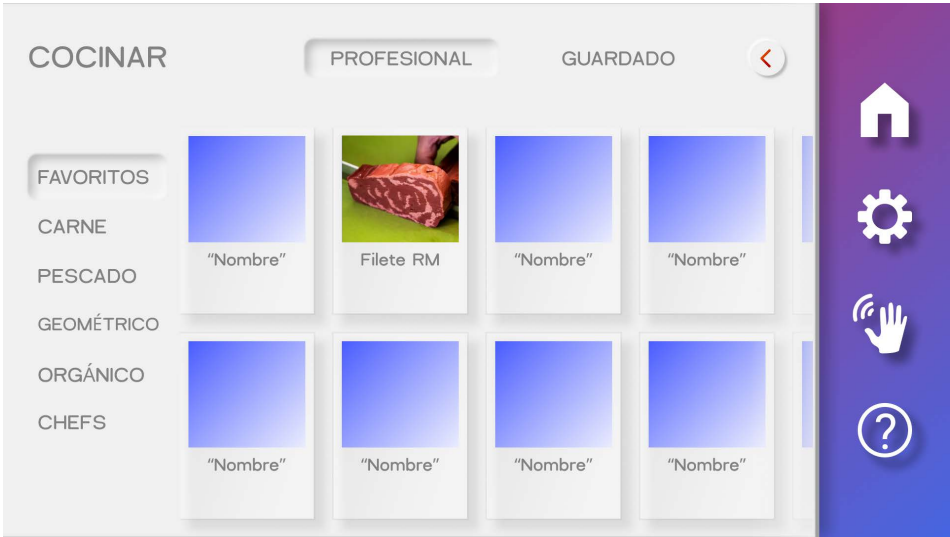 COCINAR
PROFESIONAL
GUARDADO
FAVORITOS
CARNE
PESCADO
GEOMÉTRICO
ORGÁNICO
CHEFS
“Nombre”
Filete RM
“Nombre”
“Nombre”
“Nombre”
“Nombre”
“Nombre”
“Nombre”
?